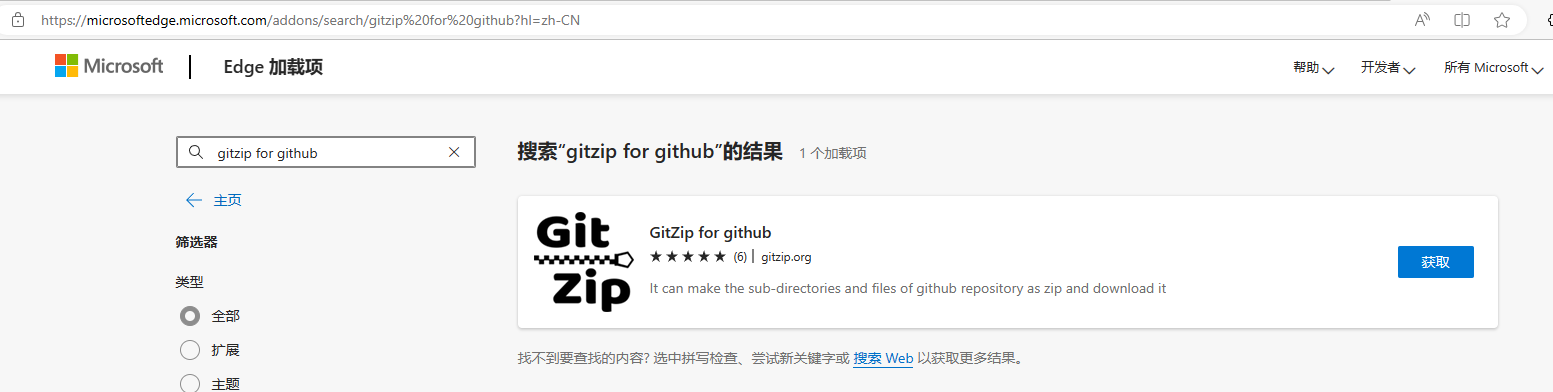 https://microsoftedge.microsoft.com/addons/search/gitzip%20for%20github?hl=zh-CN
Microsoft Edge 加载项 帮助 开发者 所有 Microsoft
gitzip for github
主页
筛选器
类型
全部
扩展
主题
搜索“gitzip for github”的结果 1 个加载项
Git
Zip
GitZip for github
(6) gitzip.org
It can make the sub-directories and files of github repository as zip and download it
获取
找不到要查找的内容? 选中拼写检查、尝试新关键字或 搜索 Web 以获取更多结果。